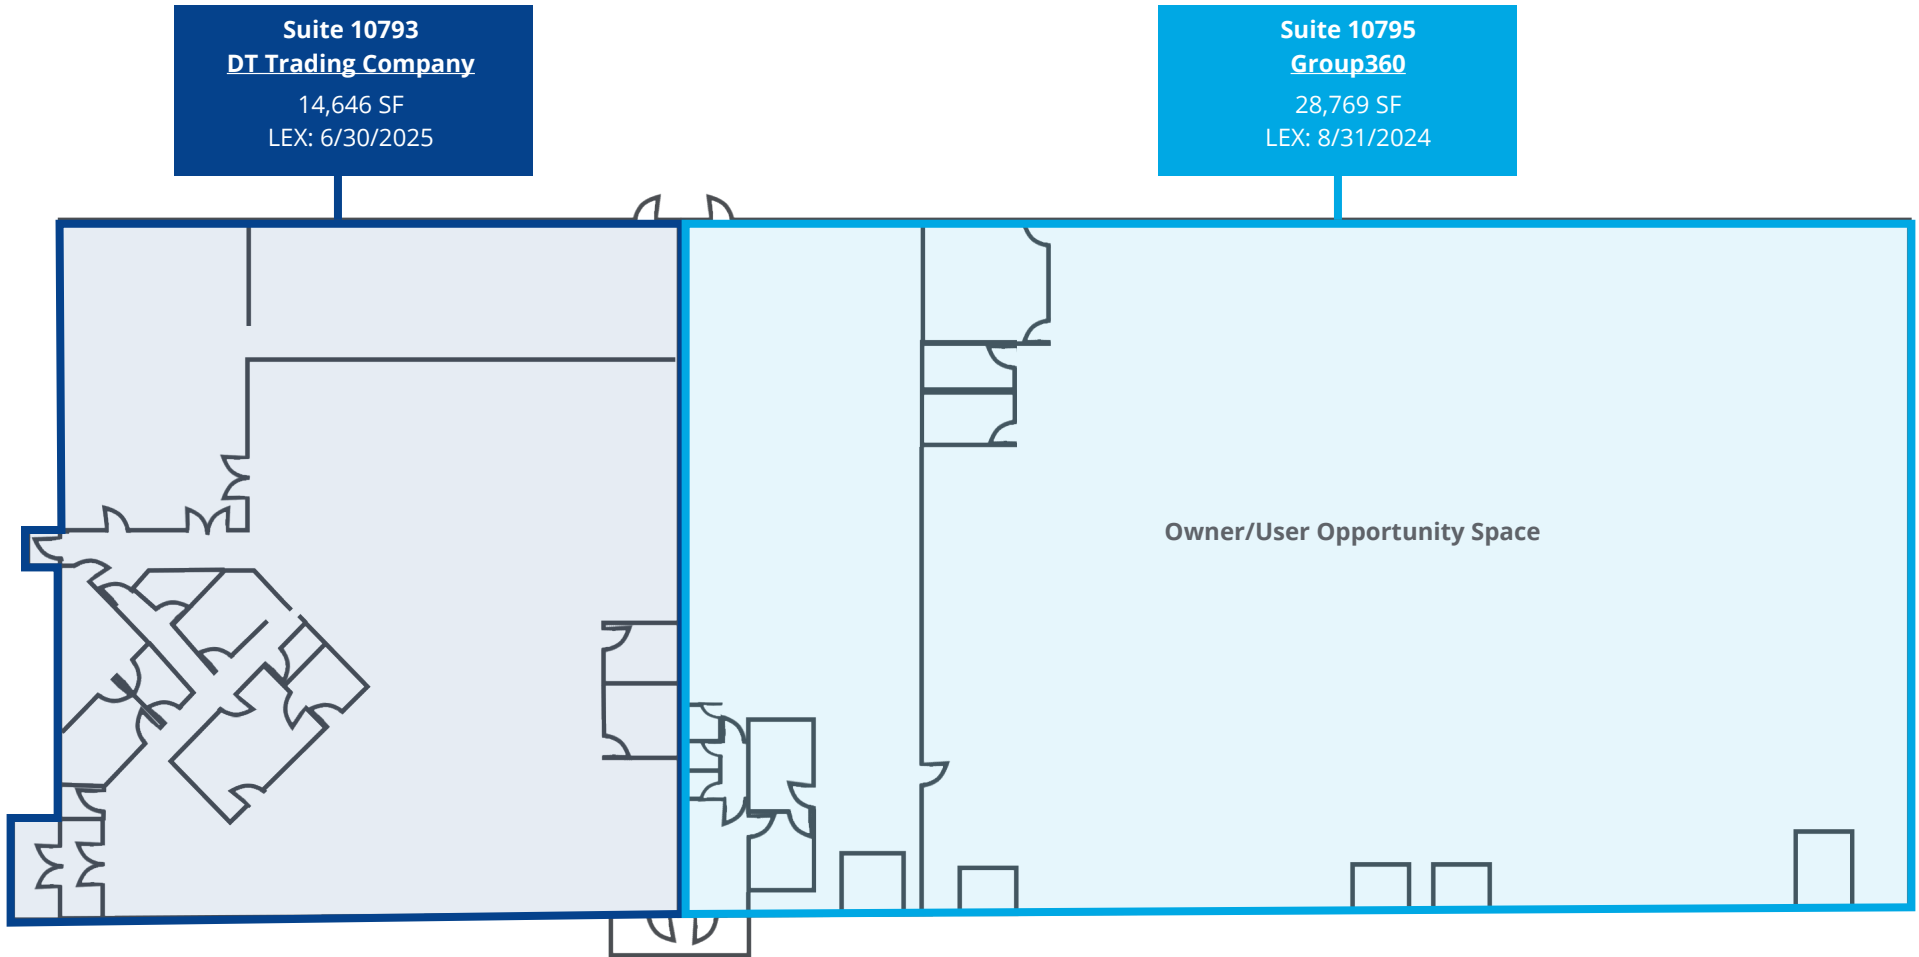 Suite 10793
DT Trading Company
14,646 SF
LEX: 6/30/2025
Suite 10795
Group360
28,769 SF
LEX: 8/31/2024
Owner/User Opportunity Space